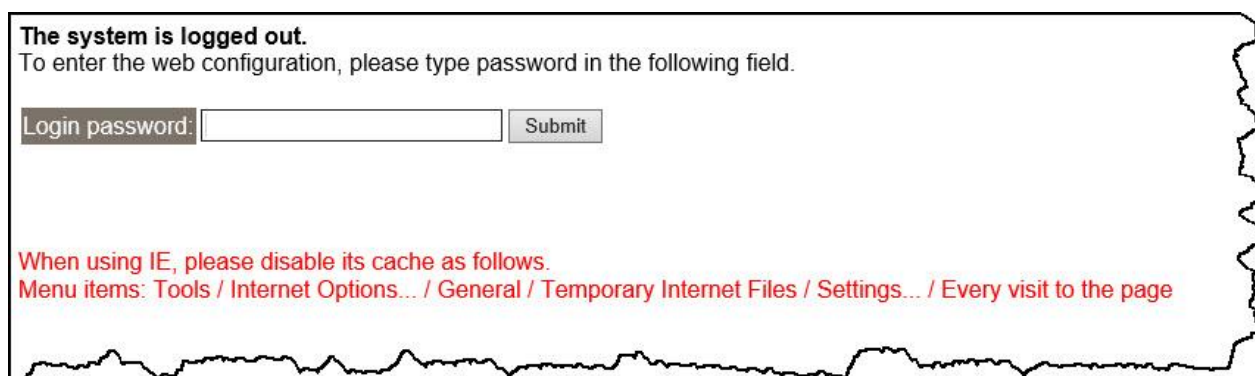 The system is logged out.
To enter the web configuration, please type password in the following field.
Login password:
Submit
When using IE, please disable its cache as follows.
Menu items: Tools / Internet Options... / General / Temporary Internet Files / Settings... / Every visit to the page